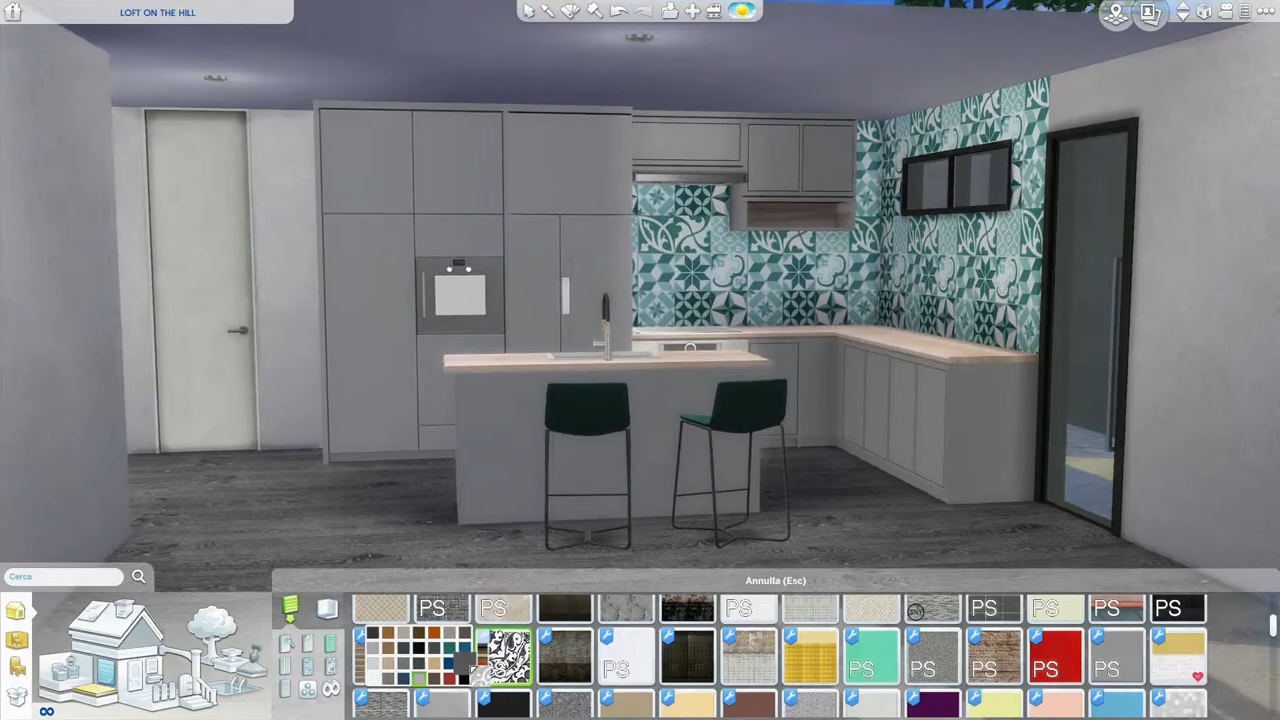 LOFT ON THE HILL
Annulla (Esc)
Cerca
PS PS PS PS PS PS PS
PS PS PS PS PS PS